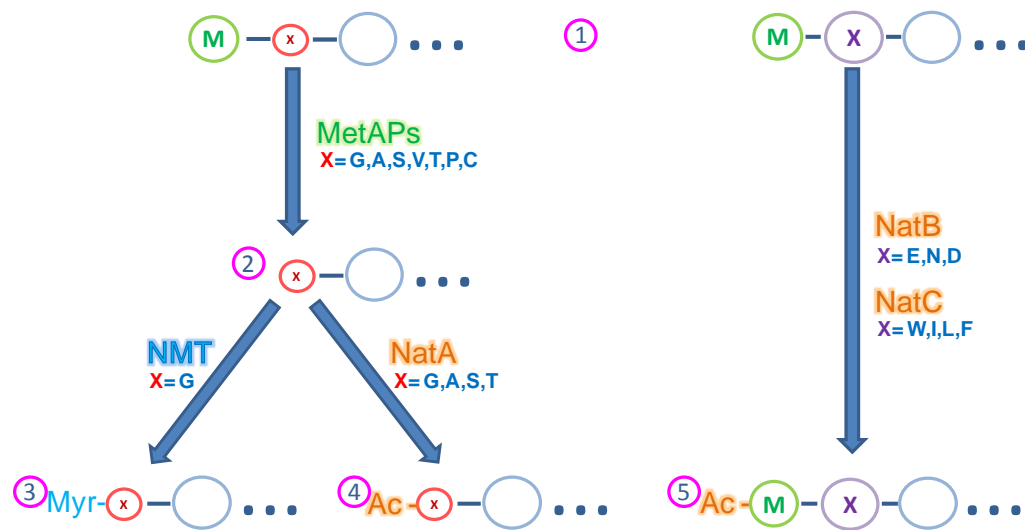 M x ... 1 M X ...
MetAPs
X= G,A,S,V,T,P,C
NatB
X= E,N,D
2 x ...
NatC
X= W,I,L,F
NMT NatA
X= G X= G,A,S,T
3 Myr- x ... 4 Ac - x ... 5 Ac - M X ...